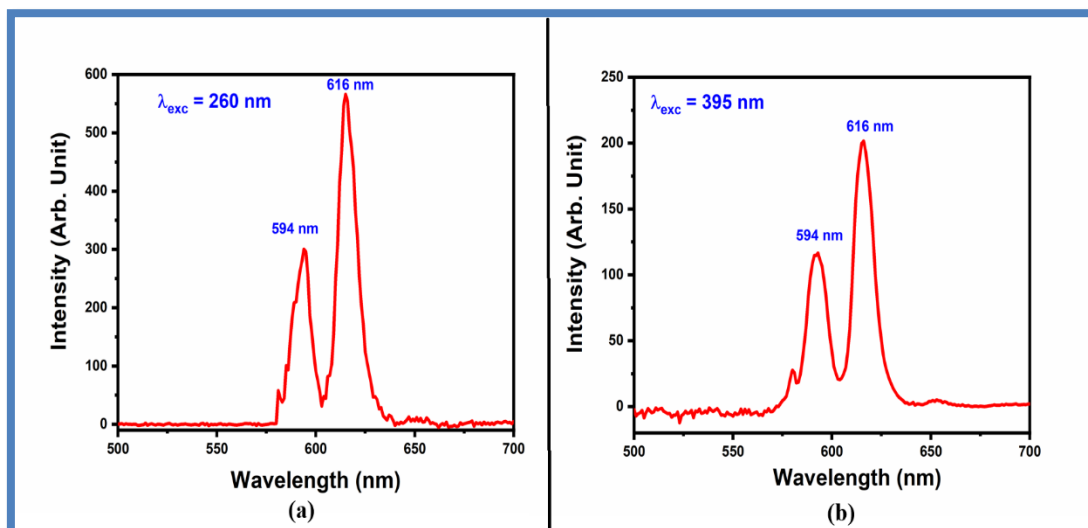 λexc = 260 nm
616 nm
594 nm
Intensity (Arb. Unit)
600
500
400
300
200
100
0
500
550
600
650
700
Wavelength (nm)
(a)
λexc = 395 nm
616 nm
594 nm
Intensity (Arb. Unit)
250
200
150
100
50
0
500
550
600
650
700
Wavelength (nm)
(b)